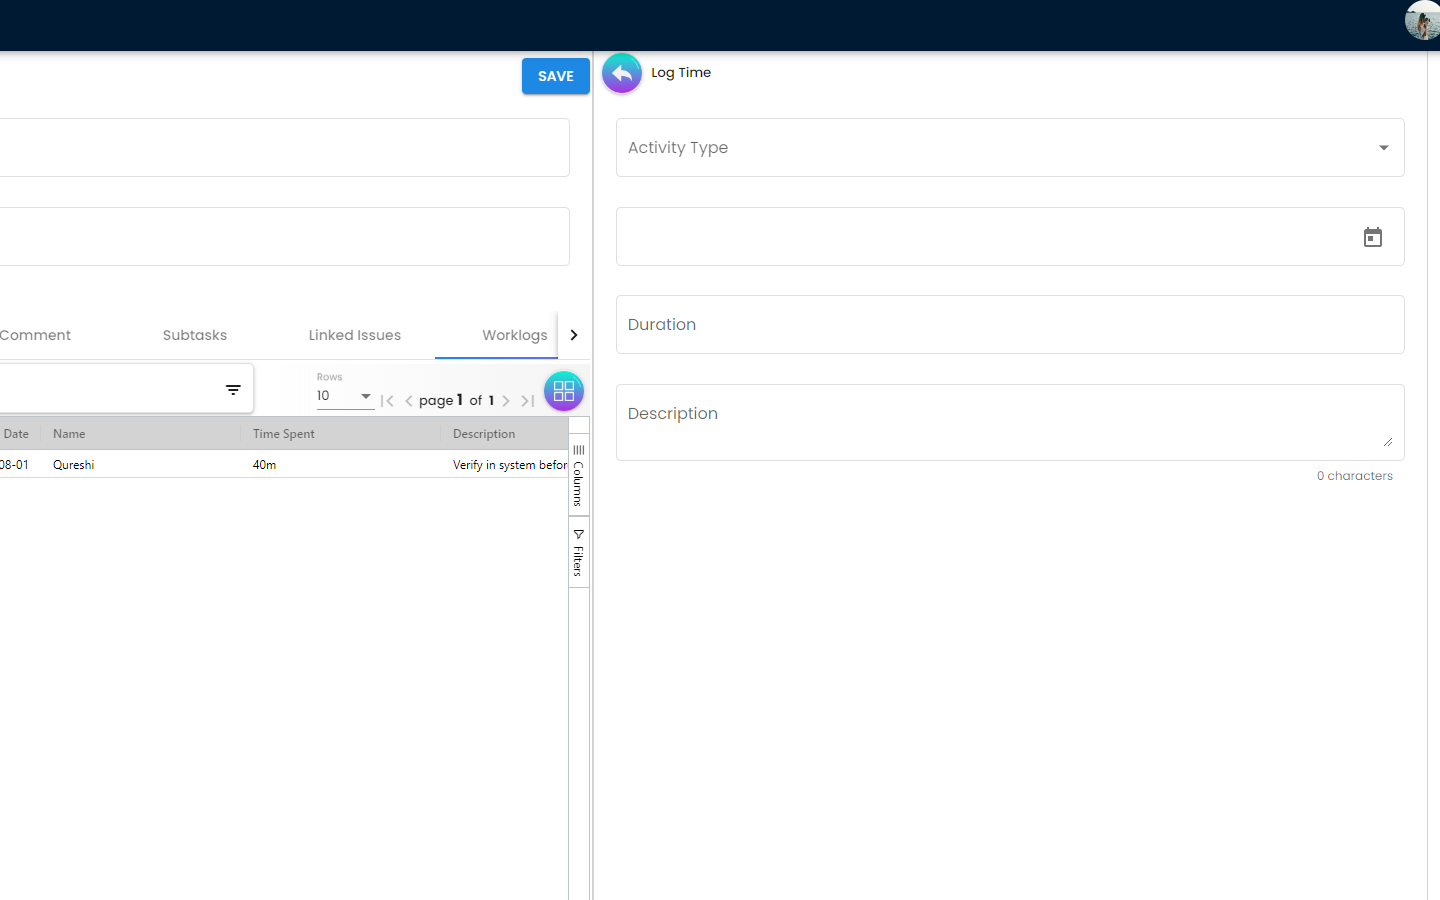 SAVE
Log Time
Activity Type
Duration
Description
0 characters
Comment
Subtasks
Linked Issues
Worklogs
Rows
10
page 1 of 1
Date
Name
Time Spent
Description
08-01
Qureshi
40m
Verify in system befor
Columns
Filters